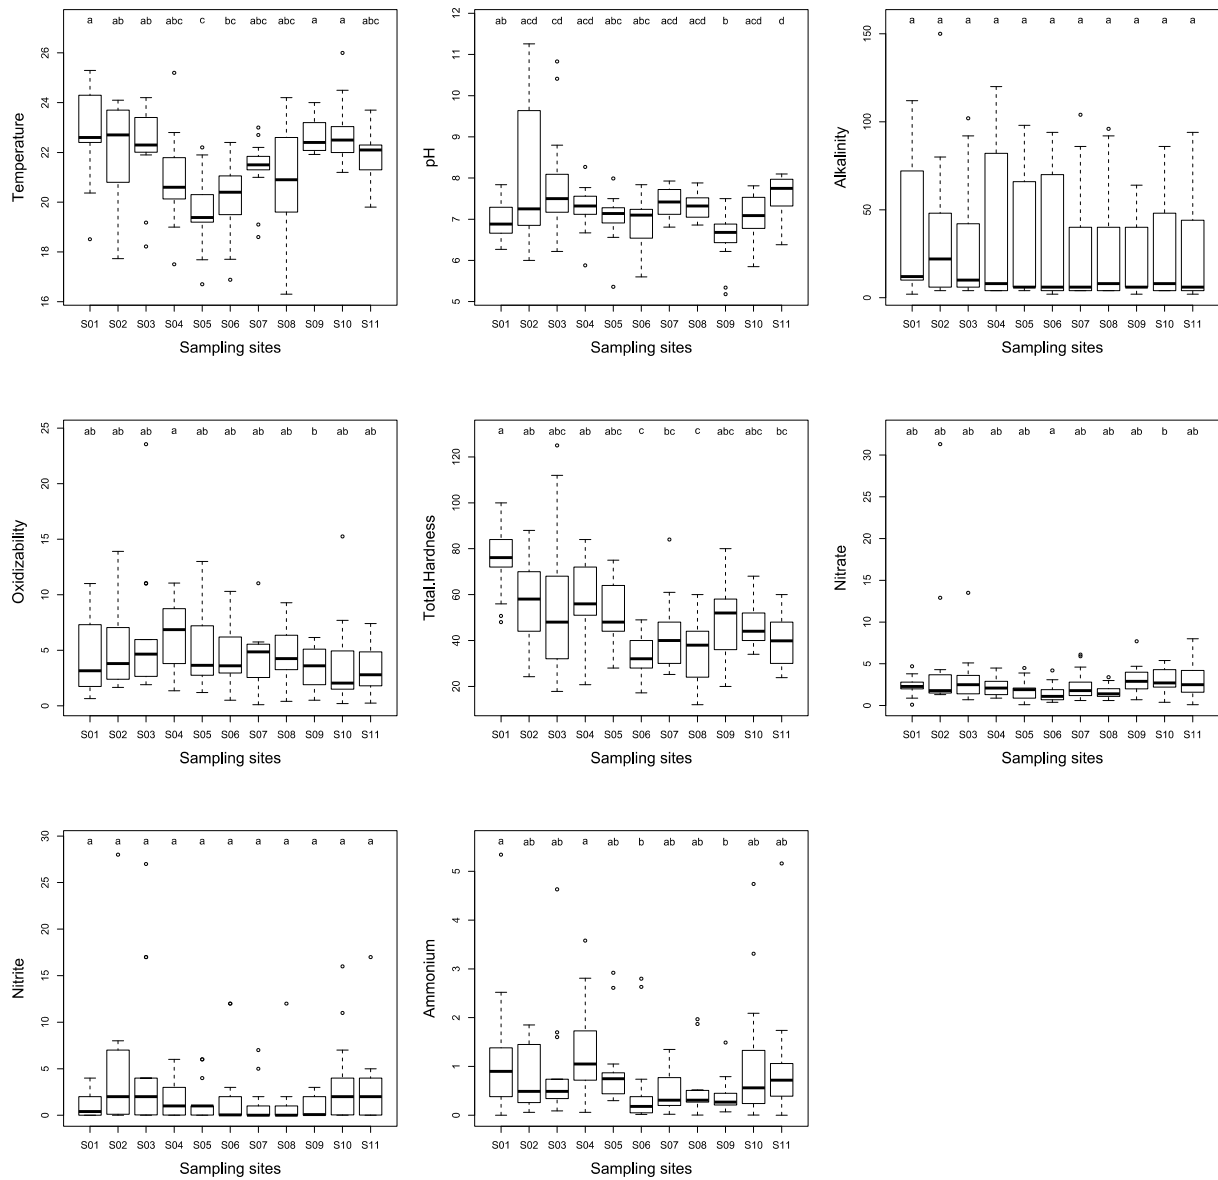 a ab ab abc c bc abc abc a a abc
Temperature
26
24
22
20
18
16
S01 S02 S03 S04 S05 S06 S07 S08 S09 S10 S11
Sampling sites
ab acd cd acd acd abc acd acd b acd d
pH
12
11
10
9
8
7
6
5
S01 S02 S03 S04 S05 S06 S07 S08 S09 S10 S11
Sampling sites
a a a a a a a a a a a
Alkalinity
150
100
50
0
S01 S02 S03 S04 S05 S06 S07 S08 S09 S10 S11
Sampling sites
ab ab ab a ab ab ab ab b ab ab
Oxidizability
25
20
15
10
5
0
S01 S02 S03 S04 S05 S06 S07 S08 S09 S10 S11
Sampling sites
a ab abc ab abc c bc c abc abc bc
Total.Hardness
120
100
80
60
40
20
S01 S02 S03 S04 S05 S06 S07 S08 S09 S10 S11
Sampling sites
ab ab ab ab ab a ab ab ab b ab
Nitrate
30
25
20
15
10
5
0
S01 S02 S03 S04 S05 S06 S07 S08 S09 S10 S11
Sampling sites
a a a a a a a a a a a
Nitrite
30
25
20
15
10
5
0
S01 S02 S03 S04 S05 S06 S07 S08 S09 S10 S11
Sampling sites
a ab ab a ab b ab ab b ab ab
Ammonium
5
4
3
2
1
0
S01 S02 S03 S04 S05 S06 S07 S08 S09 S10 S11
Sampling sites